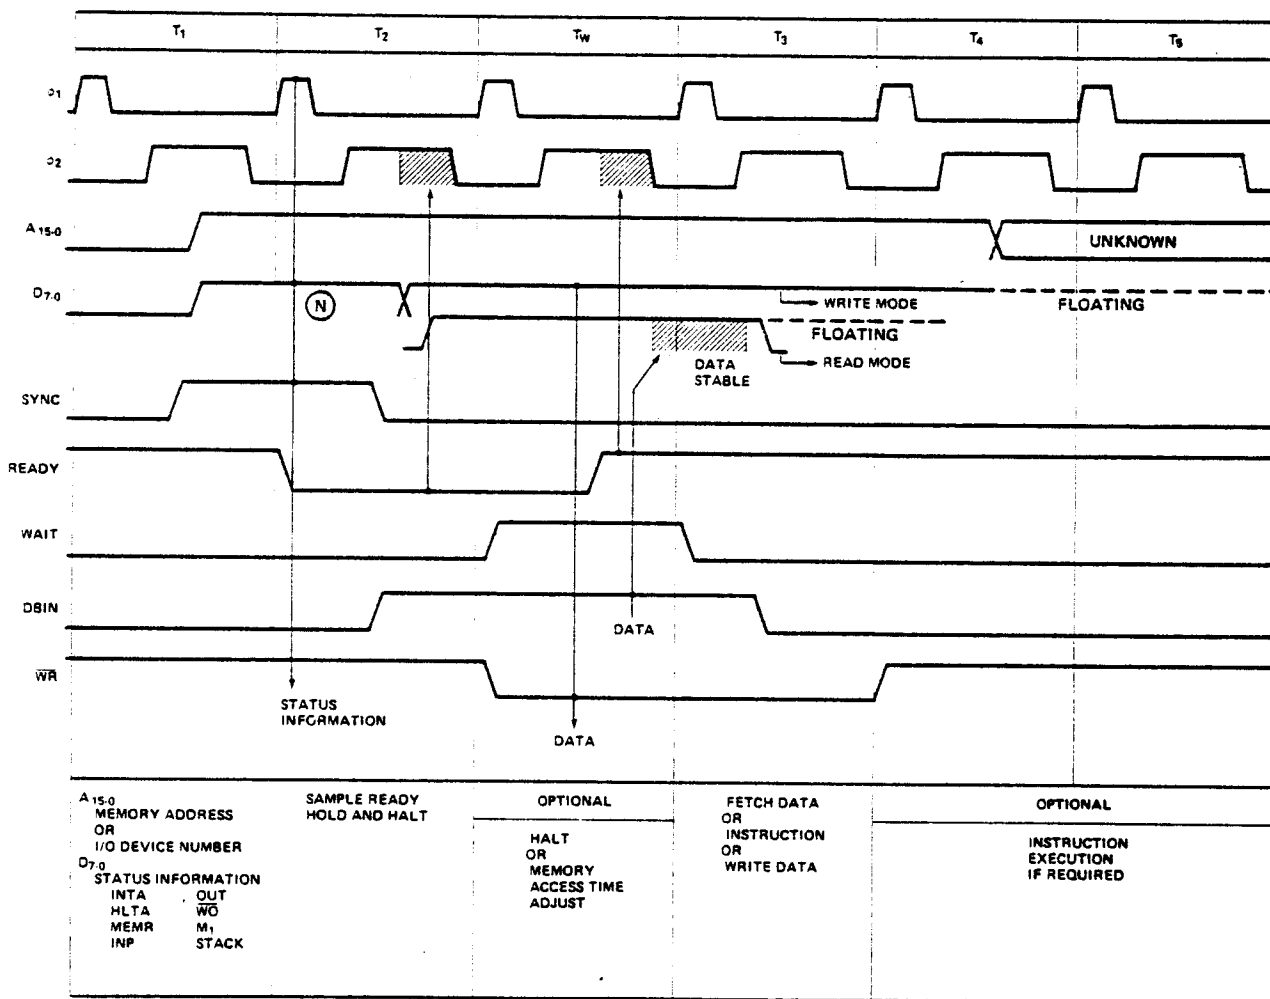 T1 T2 TW T3 T4 T5
φ1
φ2
A15-0
UNKNOWN
D7-0
N
WRITE MODE
FLOATING
FLOATING
READ MODE
DATA
STABLE
SYNC
READY
WAIT
DBIN
DATA
WR
STATUS
INFORMATION
DATA
A15-0
MEMORY ADDRESS
OR
I/O DEVICE NUMBER
D7-0
STATUS INFORMATION
INTA OUT
HLTA WO
MEMR M1
INP STACK
SAMPLE READY
HOLD AND HALT
OPTIONAL
HALT
OR
MEMORY
ACCESS TIME
ADJUST
FETCH DATA
OR
INSTRUCTION
OR
WRITE DATA
OPTIONAL
INSTRUCTION
EXECUTION
IF REQUIRED